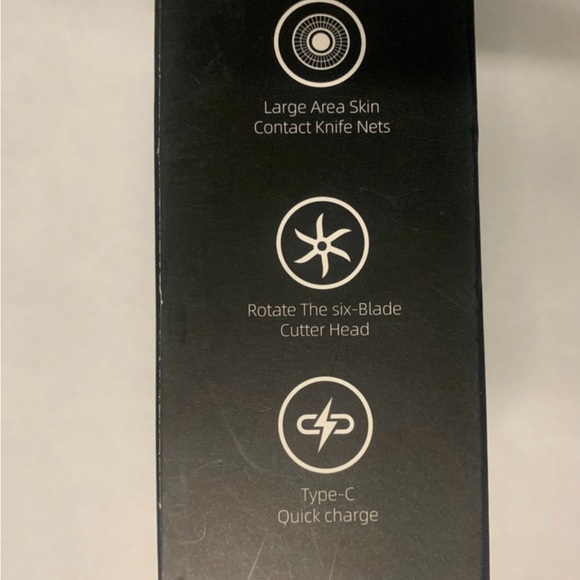 Large Area Skin
Contact Knife Nets
Rotate The six-Blade
Cutter Head
Type-C
Quick charge